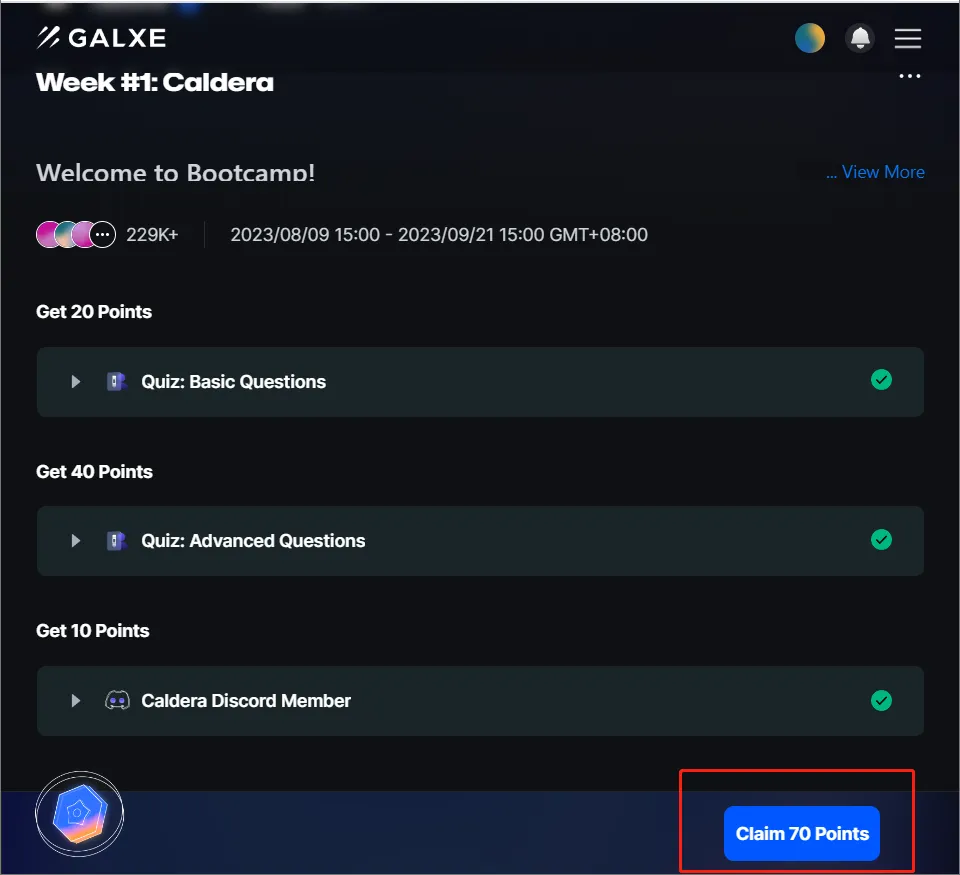 GALXE
Week #1: Caldera
Welcome to Bootcamp!
... View More
229K+
2023/08/09 15:00 - 2023/09/21 15:00 GMT+08:00
Get 20 Points
Quiz: Basic Questions
Get 40 Points
Quiz: Advanced Questions
Get 10 Points
Caldera Discord Member
Claim 70 Points